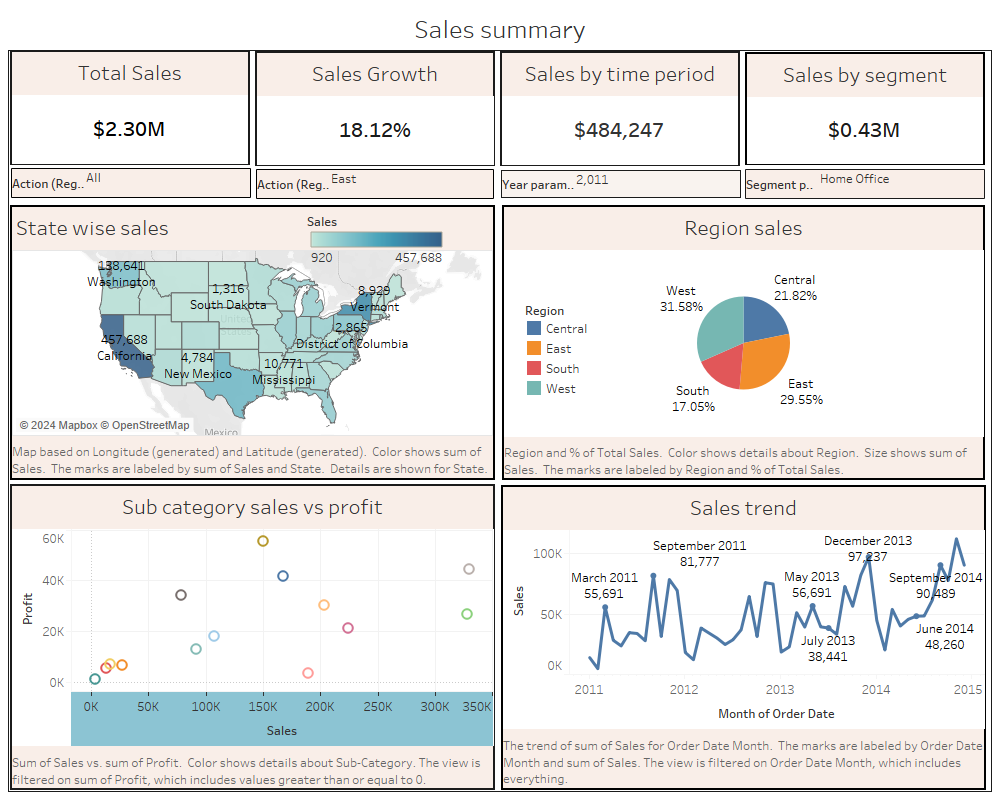 Sales summary
Total Sales
Sales Growth
Sales by time period
Sales by segment
$2.30M
18.12%
$484,247
$0.43M
Action (Reg.. All
Action (Reg.. East
Year param.. 2,011
Segment p.. Home Office
State wise sales
Sales
920
457,688
138,641
Washington
1,316
South Dakota
8,929
Vermont
United
States
2,865
District of Columbia
457,688
California
4,784
New Mexico
10,771
Mississippi
© 2024 Mapbox © OpenStreetMap
Mexico
Map based on Longitude (generated) and Latitude (generated). Color shows sum of
Sales. The marks are labeled by sum of Sales and State. Details are shown for State.
Region sales
Region
Central
East
South
West
Central
21.82%
West
31.58%
East
29.55%
South
17.05%
Region and % of Total Sales. Color shows details about Region. Size shows sum of
Sales. The marks are labeled by Region and % of Total Sales.
Sub category sales vs profit
Profit
60K
40K
20K
0K
0K
50K
100K
150K
200K
250K
300K
350K
Sales
Sum of Sales vs. sum of Profit. Color shows details about Sub-Category. The view is
filtered on sum of Profit, which includes values greater than or equal to 0.
Sales trend
Sales
100K
50K
0K
March 2011
55,691
September 2011
81,777
May 2013
56,691
July 2013
38,441
December 2013
97,237
September 2014
90,489
June 2014
48,260
2011
2012
2013
2014
2015
Month of Order Date
The trend of sum of Sales for Order Date Month. The marks are labeled by Order Date
Month and sum of Sales. The view is filtered on Order Date Month, which includes
everything.